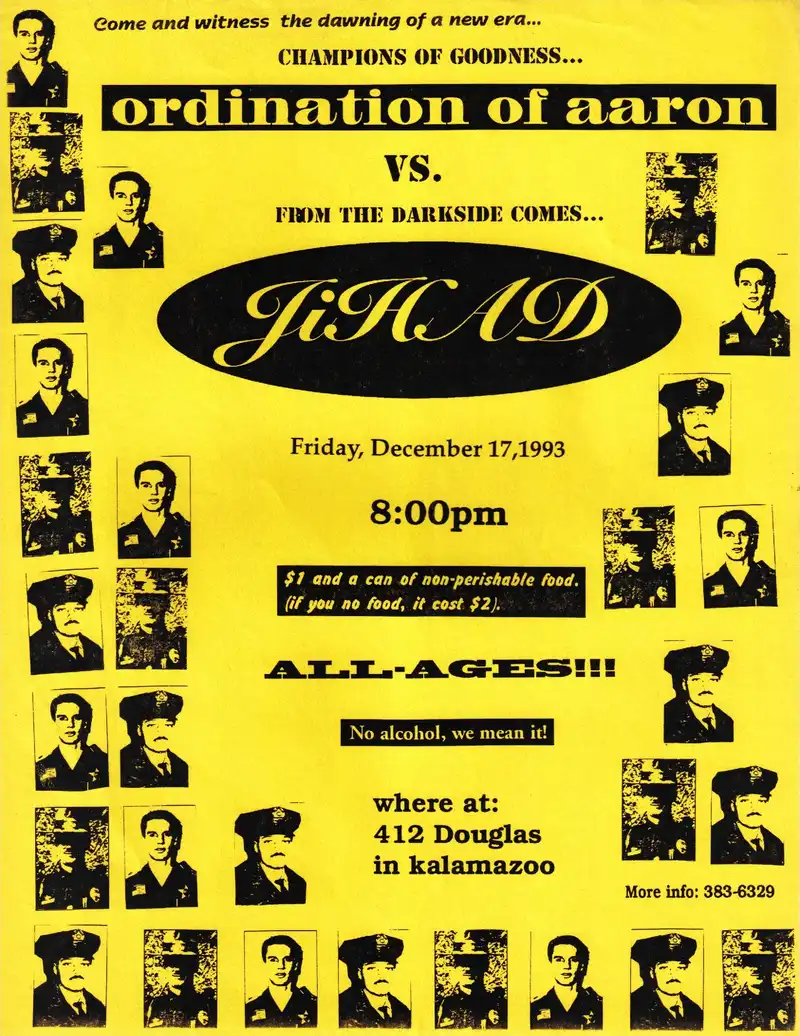 Come and witness the dawning of a new era...
CHAMPIONS OF GOODNESS...
ordination of aaron
VS.
FROM THE DARKSIDE COMES...
JiHAD
Friday, December 17,1993
8:00pm
$1 and a can of non-perishable food.
(if you no food, it cost $2).
ALL-AGES!!!
No alcohol, we mean it!
where at:
412 Douglas
in kalamazoo
More info: 383-6329